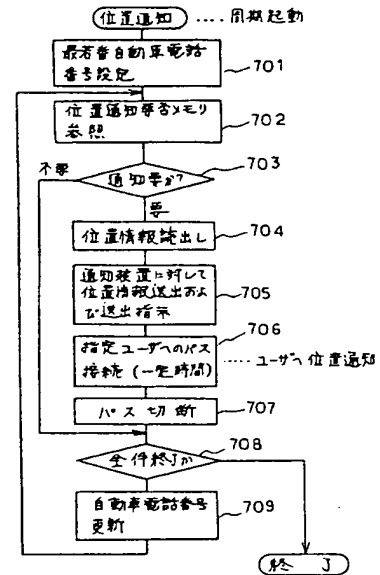 位置通知 ‥‥ 周期起動
最若番自動車電話
番号設定
701
位置通知要否メモリ
参照
702
703
不要
通知要か?
要
位置情報読出し
704
通知装置に対して
位置情報送出およ
び送出指示
705
706
指定ユーザへのパス
接続(一定時間)
‥‥‥ ユーザへ位置通知
パス切断
707
708
全件終了か
自動車電話番号
更新
709
終了